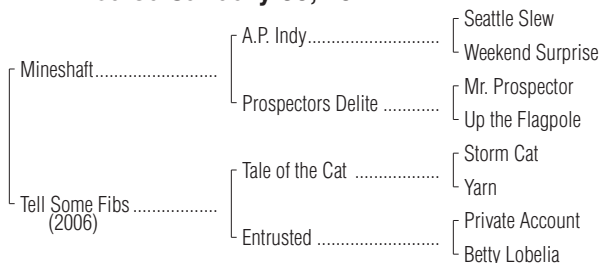 Seattle Slew
A.P. Indy
Weekend Surprise
Mineshaft
Mr. Prospector
Prospectors Delite
Up the Flagpole
Storm Cat
Tale of the Cat
Yarn
Tell Some Fibs
(2006)
Private Account
Entrusted
Betty Lobelia